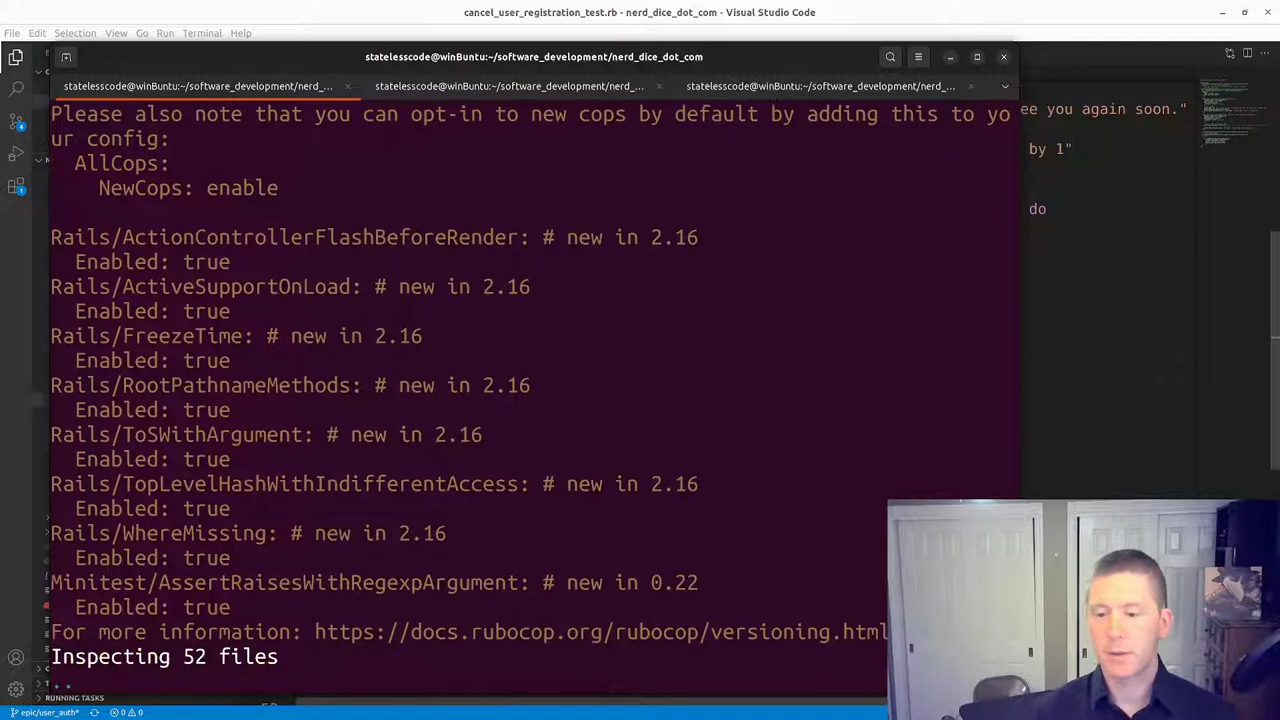 cancel_user_registration_test.rb - nerd_dice_dot_com - Visual Studio Code
File Edit Selection View Go Run Terminal Help
statelesscode@winBuntu:~/software_development/nerd_dice_dot_com
statelesscode@winBuntu:~/software_development/nerd_... × statelesscode@winBuntu:~/software_development/nerd_... × statelesscode@winBuntu:~/software_development/nerd_... ×
Please also note that you can opt-in to new cops by default by adding this to yo
ee you again soon."
ur config:
by 1"
AllCops:
NewCops: enable
do
Rails/ActionControllerFlashBeforeRender: # new in 2.16
Enabled: true
Rails/ActiveSupportOnLoad: # new in 2.16
Enabled: true
Rails/FreezeTime: # new in 2.16
Enabled: true
Rails/RootPathnameMethods: # new in 2.16
Enabled: true
Rails/ToSWithArgument: # new in 2.16
Enabled: true
Rails/TopLevelHashWithIndifferentAccess: # new in 2.16
Enabled: true
Rails/WhereMissing: # new in 2.16
Enabled: true
Minitest/AssertRaisesWithRegexpArgument: # new in 0.22
Enabled: true
For more information: https://docs.rubocop.org/rubocop/versioning.html
Inspecting 52 files
..
RUNNING TASKS
epic/user_auth* 0 0